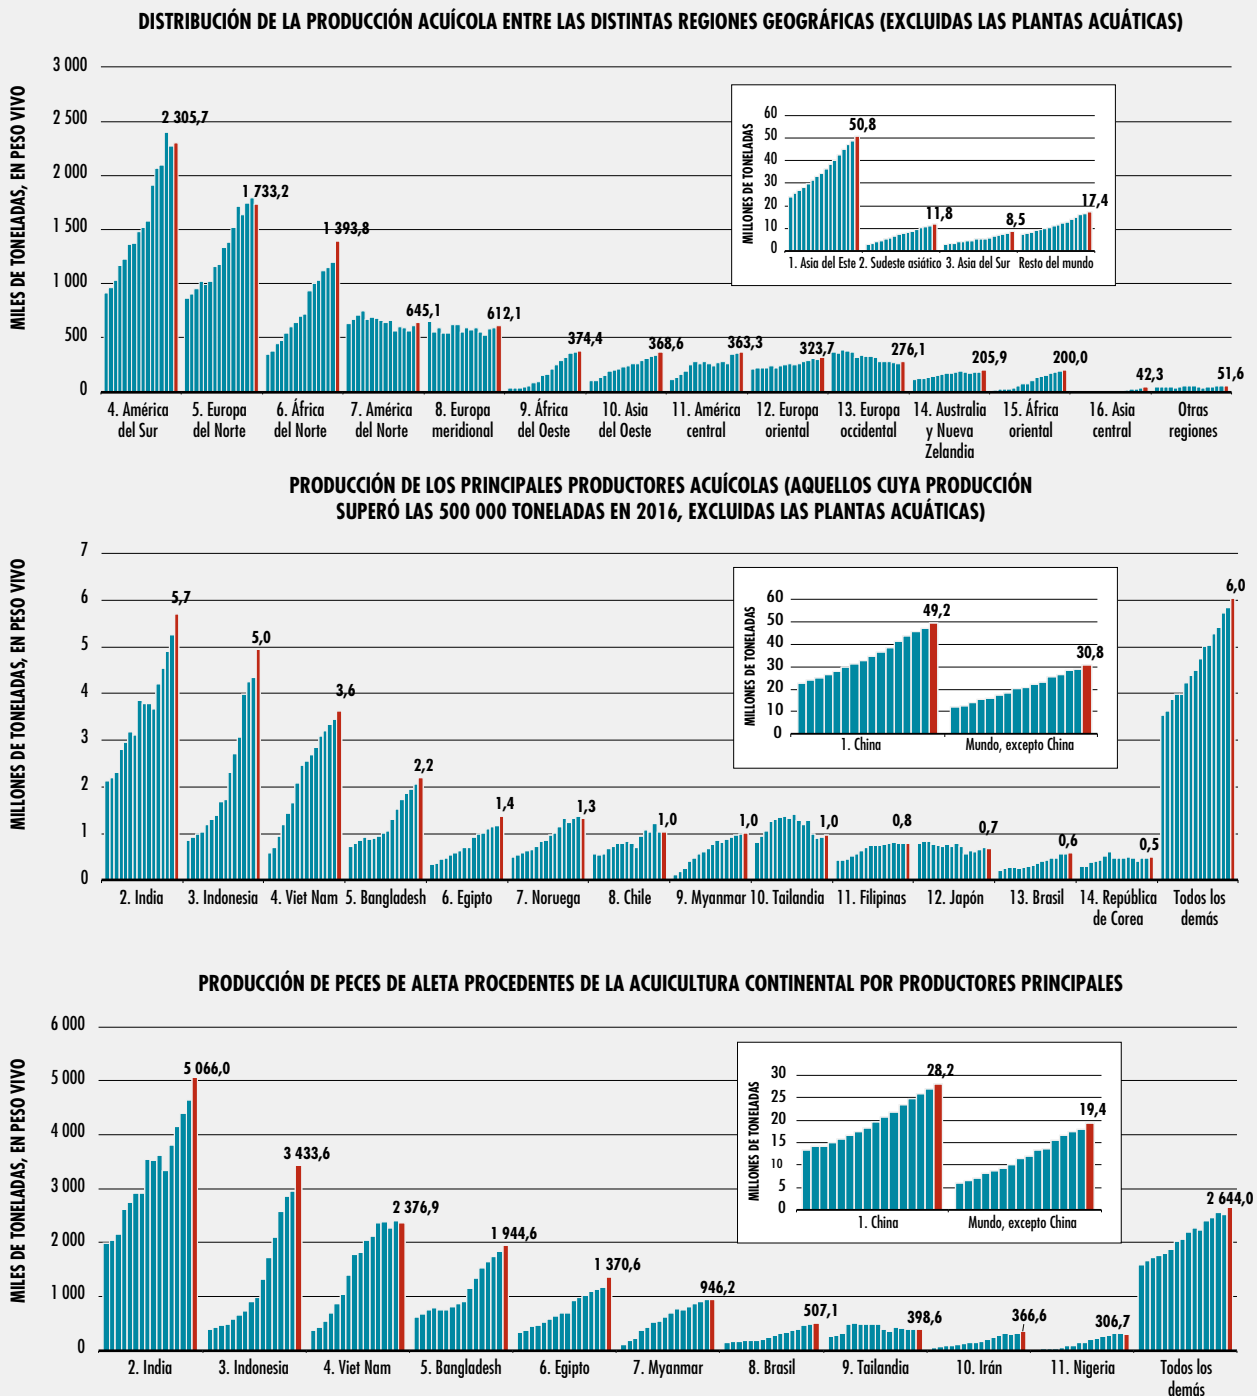 DISTRIBUCIÓN DE LA PRODUCCIÓN ACUÍCOLA ENTRE LAS DISTINTAS REGIONES GEOGRÁFICAS (EXCLUIDAS LAS PLANTAS ACUÁTICAS)
MILES DE TONELADAS, EN PESO VIVO
3 000
2 500
2 000
1 500
1 000
500
0
2 305,7
1 733,2
1 393,8
645,1
612,1
374,4
368,6
363,3
323,7
276,1
205,9
200,0
42,3
51,6
4. América
del Sur
5. Europa
del Norte
6. África
del Norte
7. América
del Norte
8. Europa
meridional
9. África
del Oeste
10. Asia
del Oeste
11. América
central
12. Europa
oriental
13. Europa
occidental
14. Australia
y Nueva
Zelandia
15. África
oriental
16. Asia
central
Otras
regiones
MILLONES DE TONELADAS
60
50
40
30
20
10
0
50,8
11,8
8,5
17,4
1. Asia del Este
2. Sudeste asiático
3. Asia del Sur
Resto del mundo
PRODUCCIÓN DE LOS PRINCIPALES PRODUCTORES ACUÍCOLAS (AQUELLOS CUYA PRODUCCIÓN
SUPERÓ LAS 500 000 TONELADAS EN 2016, EXCLUIDAS LAS PLANTAS ACUÁTICAS)
MILLONES DE TONELADAS, EN PESO VIVO
7
6
5
4
3
2
1
0
5,7
5,0
3,6
2,2
1,4
1,3
1,0
1,0
1,0
0,8
0,7
0,6
0,5
6,0
2. India
3. Indonesia
4. Viet Nam
5. Bangladesh
6. Egipto
7. Noruega
8. Chile
9. Myanmar
10. Tailandia
11. Filipinas
12. Japón
13. Brasil
14. República
de Corea
Todos los
demás
MILLONES DE TONELADAS
60
50
40
30
20
10
0
49,2
30,8
1. China
Mundo, excepto China
PRODUCCIÓN DE PECES DE ALETA PROCEDENTES DE LA ACUICULTURA CONTINENTAL POR PRODUCTORES PRINCIPALES
MILES DE TONELADAS, EN PESO VIVO
6 000
5 000
4 000
3 000
2 000
1 000
0
5 066,0
3 433,6
2 376,9
1 944,6
1 370,6
946,2
507,1
398,6
366,6
306,7
2 644,0
2. India
3. Indonesia
4. Viet Nam
5. Bangladesh
6. Egipto
7. Myanmar
8. Brasil
9. Tailandia
10. Irán
11. Nigeria
Todos los
demás
MILLONES DE TONELADAS
30
25
20
15
10
5
0
28,2
19,4
1. China
Mundo, excepto China